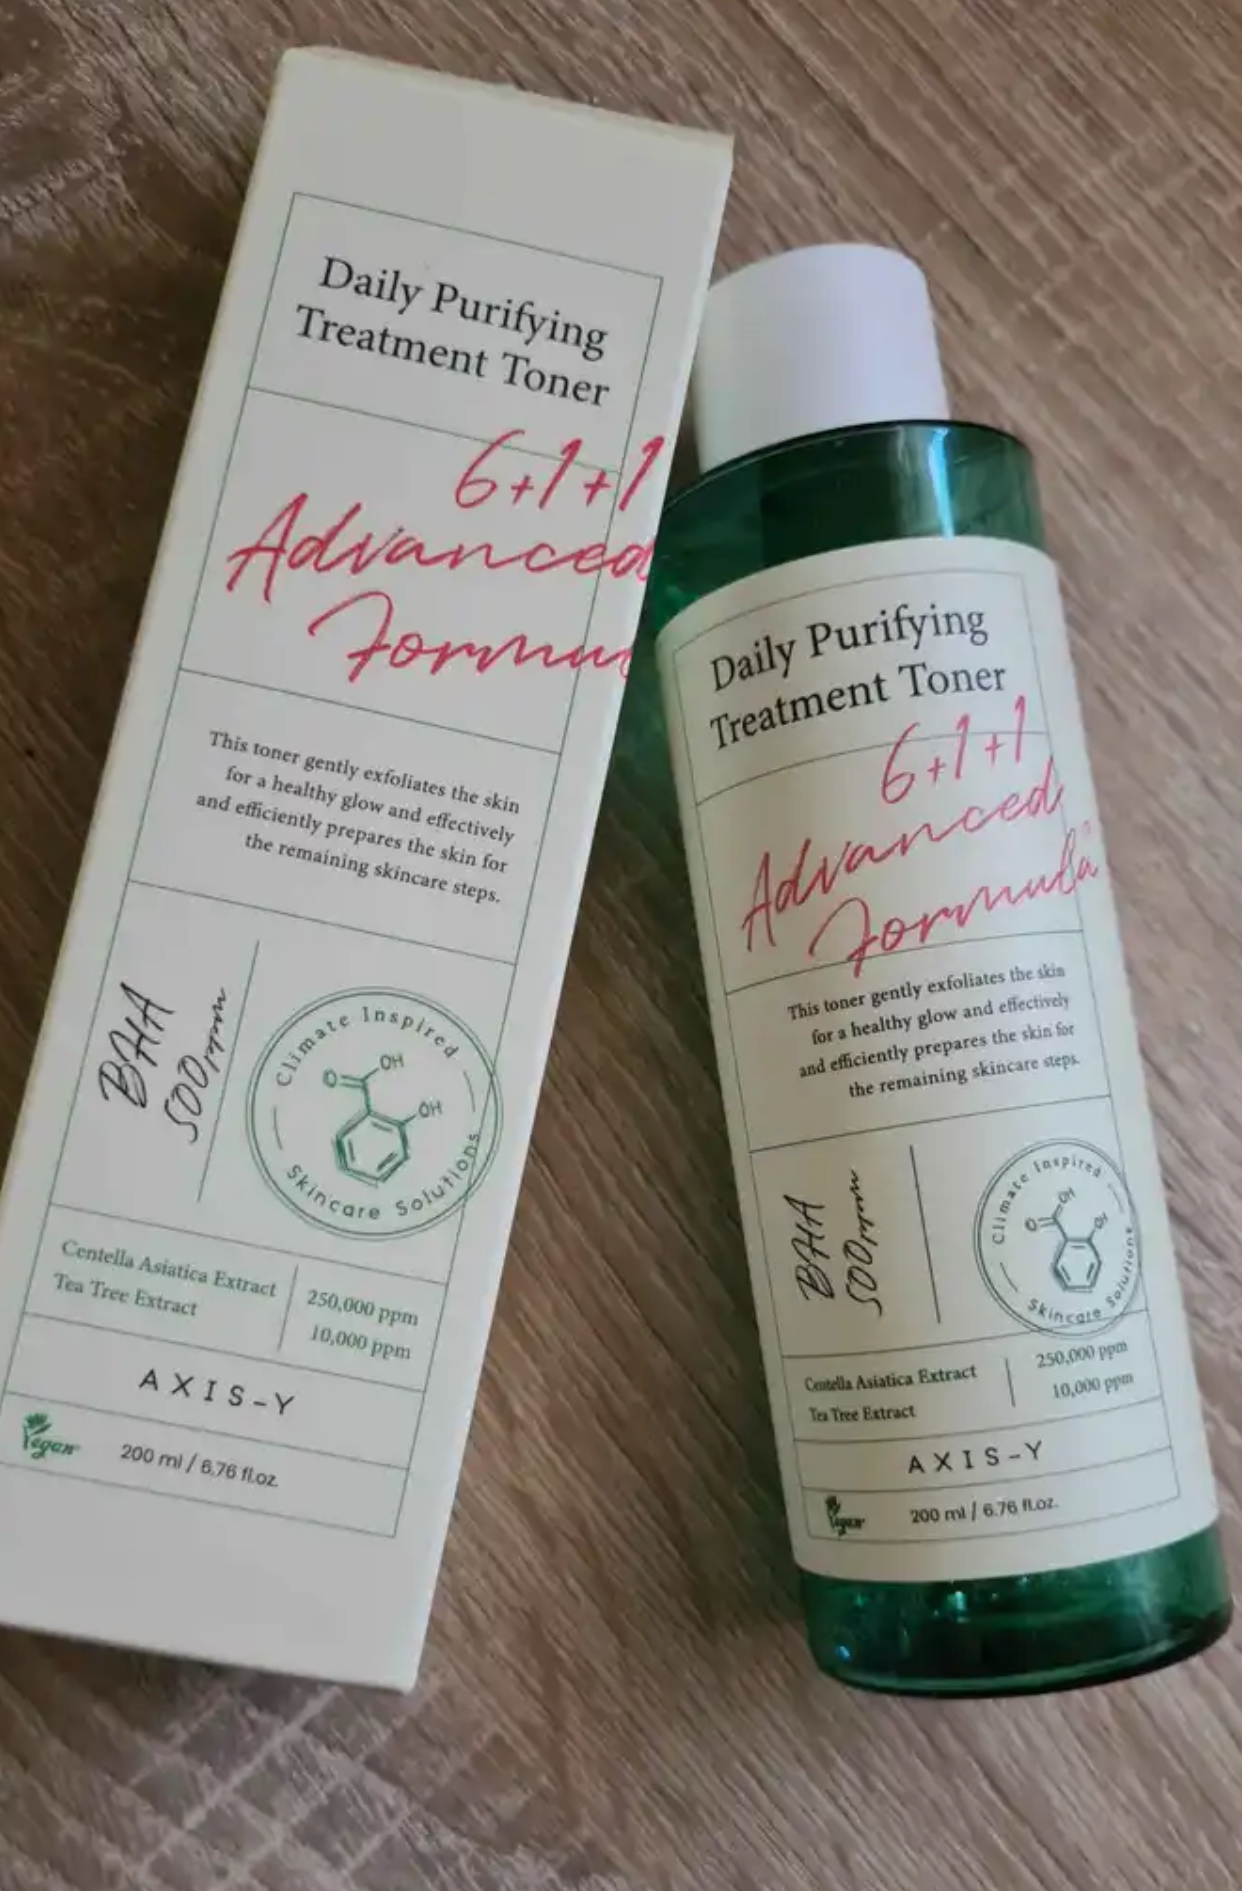 Daily Purifying
Treatment Toner
6+1+1
Advanced
Formu
This toner gently exfoliates the skin
for a healthy glow and effectively
and efficiently prepares the skin for
the remaining skincare steps.
BHA
500ppm
Climate Inspired
O OH
OH
Skincare Solutions
Centella Asiatica Extract 250,000 ppm
Tea Tree Extract 10,000 ppm
AXIS-Y
Vegan 200 ml / 6.76 fl.oz.
Daily Purifying
Treatment Toner
6+1+1
Advanced
Formula
This toner gently exfoliates the skin
for a healthy glow and effectively
and efficiently prepares the skin for
the remaining skincare steps.
BHA
500ppm
Climate Inspired
O OH
OH
Skincare Solutions
Centella Asiatica Extract 250,000 ppm
Tea Tree Extract 10,000 ppm
AXIS-Y
Vegan 200 ml / 6.76 fl.oz.